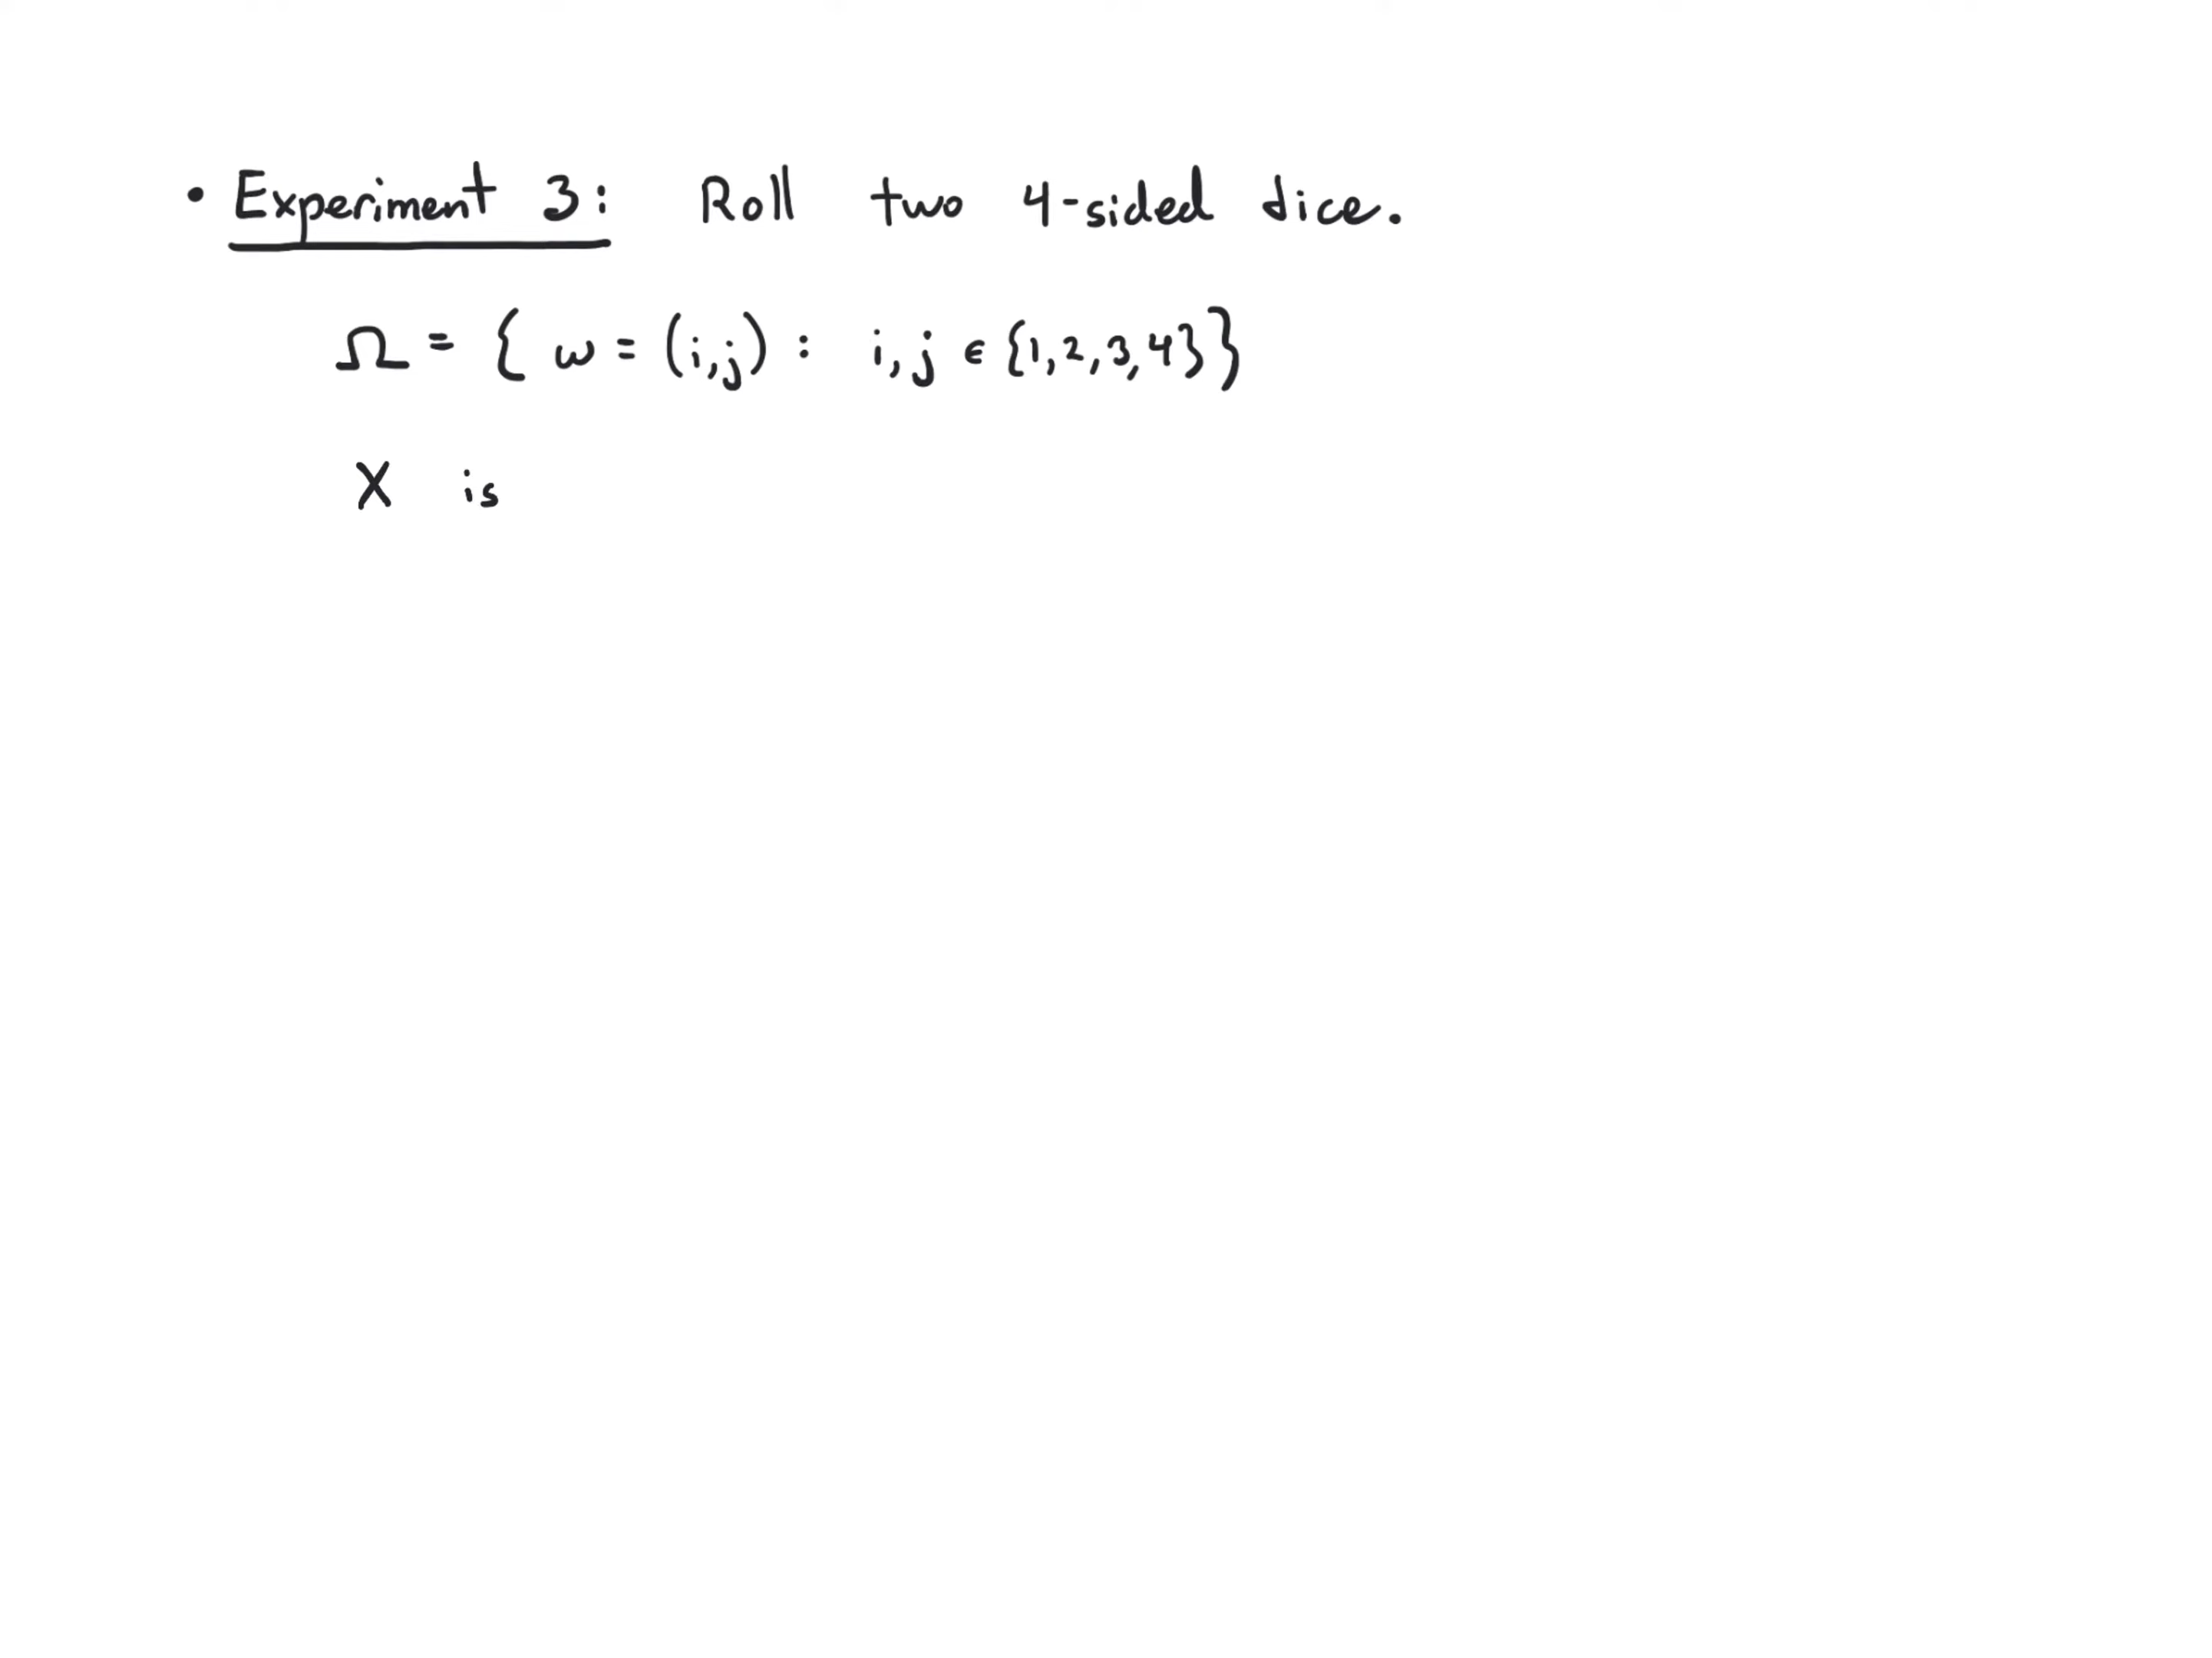 • Experiment 3: Roll two 4-sided dice.
Ω = { ω = (i,j) : i, j ∈ {1,2,3,4}}
X is